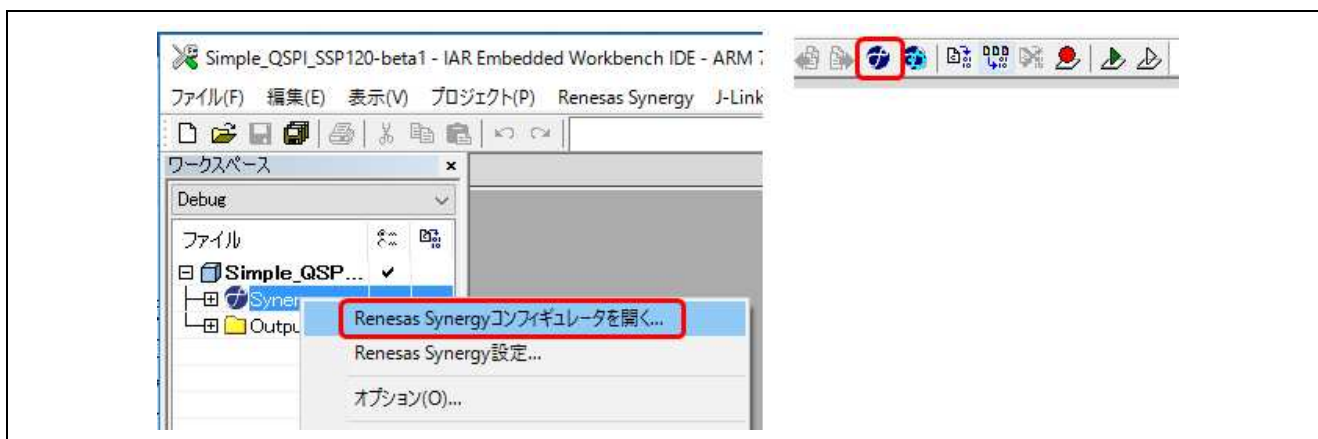 Simple_QSPI_SSP120-beta1 - IAR Embedded Workbench IDE - ARM
ファイル(F) 編集(E) 表示(V) プロジェクト(P) Renesas Synergy J-Link
ワークスペース
Debug
ファイル
Simple_QSP...
Syner
Outpu
Renesas Synergyコンフィギュレータを開く...
Renesas Synergy設定...
オプション(O)...